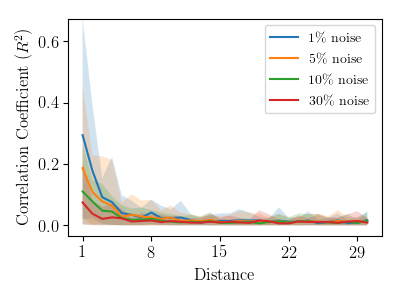 0.6
0.4
0.2
0.0
Correlation Coefficient (R²)
1% noise
5% noise
10% noise
30% noise
1 8 15 22 29
Distance